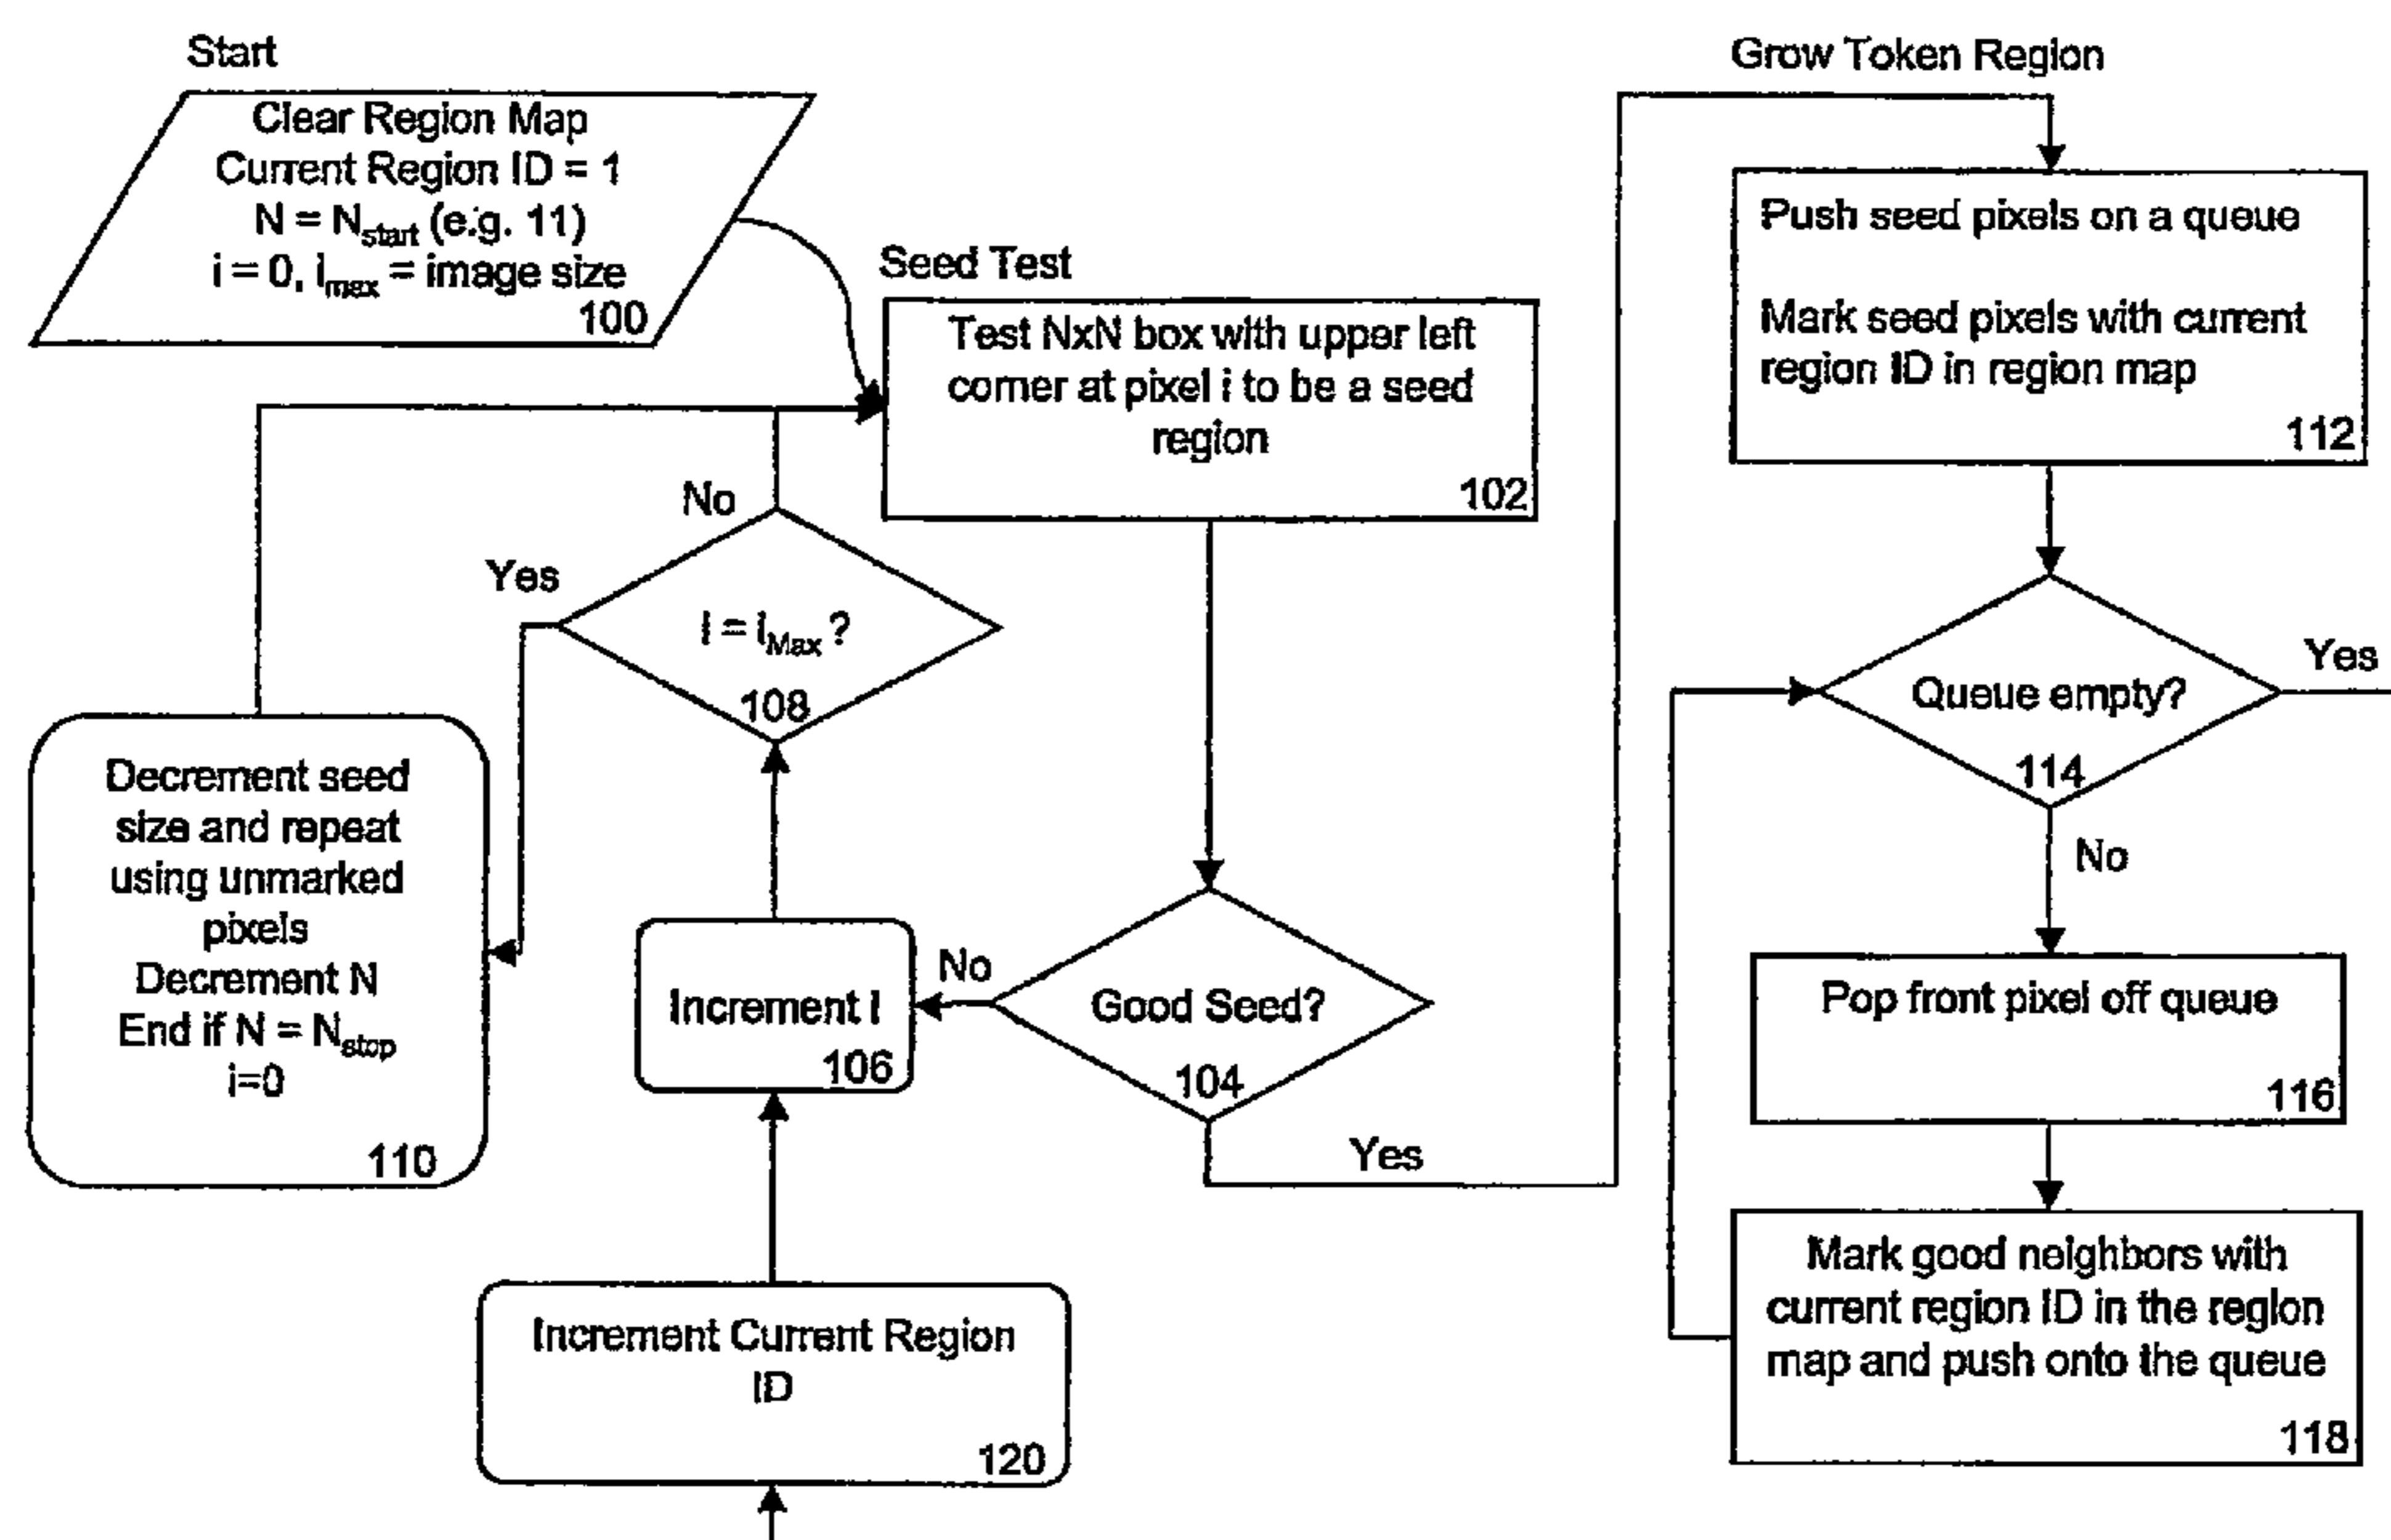 Start
Clear Region Map
Current Region ID = 1
N = Nstart (e.g. 11)
i = 0, imax = image size
100
Seed Test
Test NxN box with upper left
corner at pixel i to be a seed
region
102
No
Yes
I = iMax ?
108
Decrement seed
size and repeat
using unmarked
pixels
Decrement N
End if N = Nstop
i=0
110
Increment I
106
No
Good Seed?
104
Yes
Increment Current Region
ID
120
Grow Token Region
Push seed pixels on a queue
Mark seed pixels with current
region ID in region map
112
Queue empty?
114
Yes
No
Pop front pixel off queue
116
Mark good neighbors with
current region ID in the region
map and push onto the queue
118